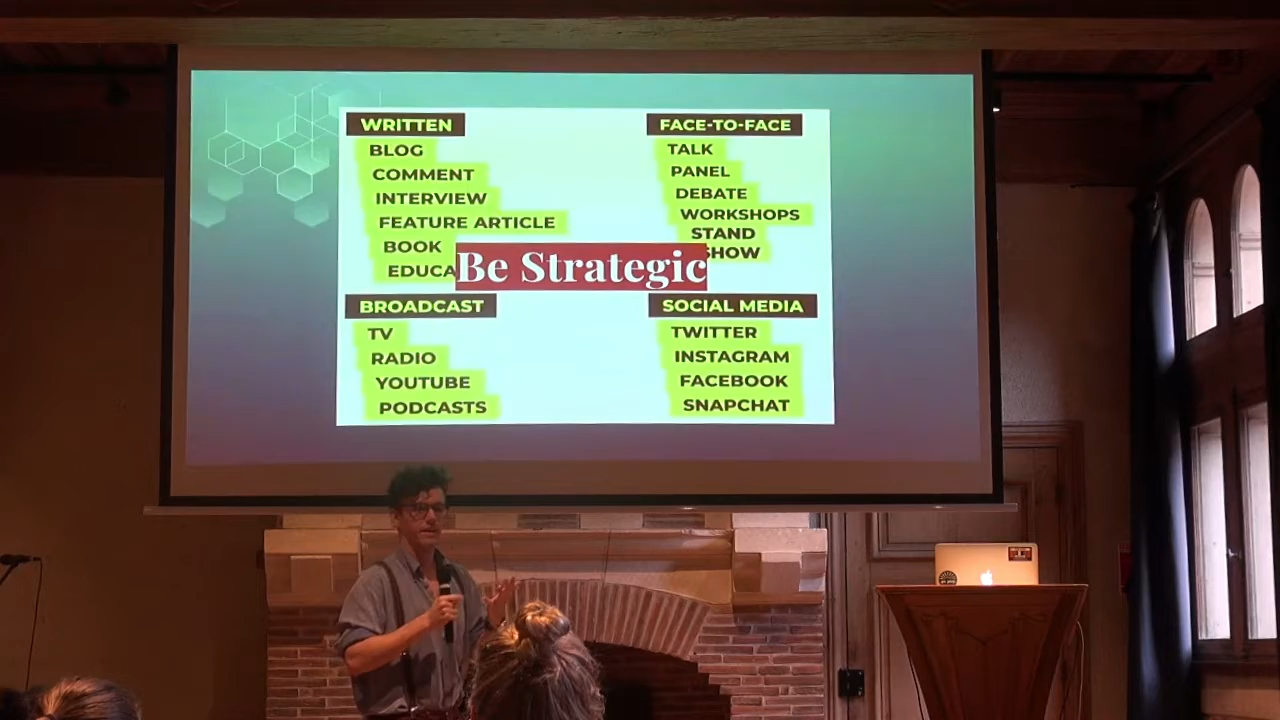 WRITTEN
BLOG
COMMENT
INTERVIEW
FEATURE ARTICLE
BOOK
EDUCA
FACE-TO-FACE
TALK
PANEL
DEBATE
WORKSHOPS
STAND
SHOW
Be Strategic
BROADCAST
TV
RADIO
YOUTUBE
PODCASTS
SOCIAL MEDIA
TWITTER
INSTAGRAM
FACEBOOK
SNAPCHAT